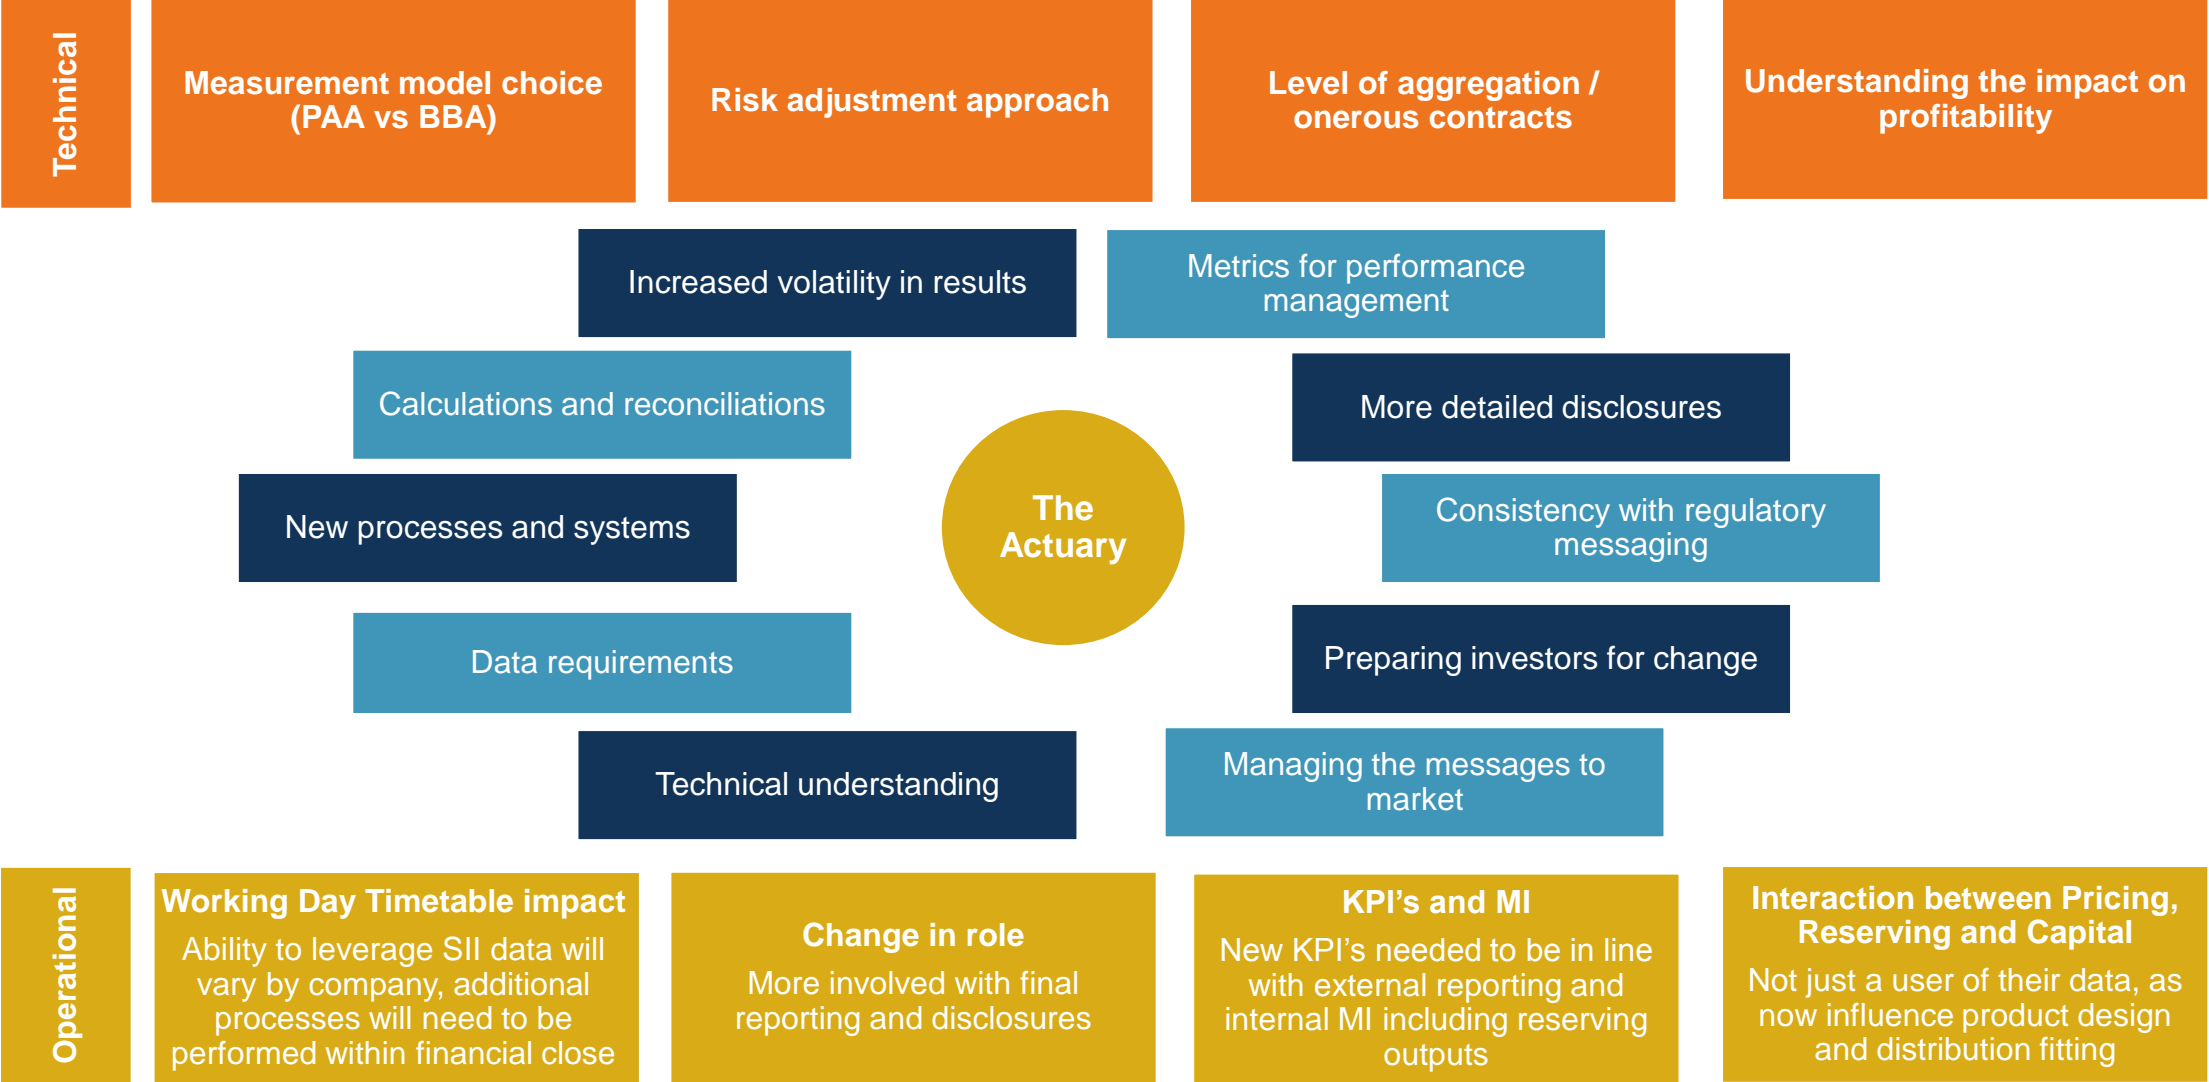 Technical
Measurement model choice
(PAA vs BBA)
Risk adjustment approach
Level of aggregation /
onerous contracts
Understanding the impact on
profitability
Increased volatility in results
Metrics for performance
management
Calculations and reconciliations
More detailed disclosures
New processes and systems
The
Actuary
Consistency with regulatory
messaging
Data requirements
Preparing investors for change
Technical understanding
Managing the messages to
market
Operational
Working Day Timetable impact
Ability to leverage SII data will
vary by company, additional
processes will need to be
performed within financial close
Change in role
More involved with final
reporting and disclosures
KPI’s and MI
New KPI’s needed to be in line
with external reporting and
internal MI including reserving
outputs
Interaction between Pricing,
Reserving and Capital
Not just a user of their data, as
now influence product design
and distribution fitting